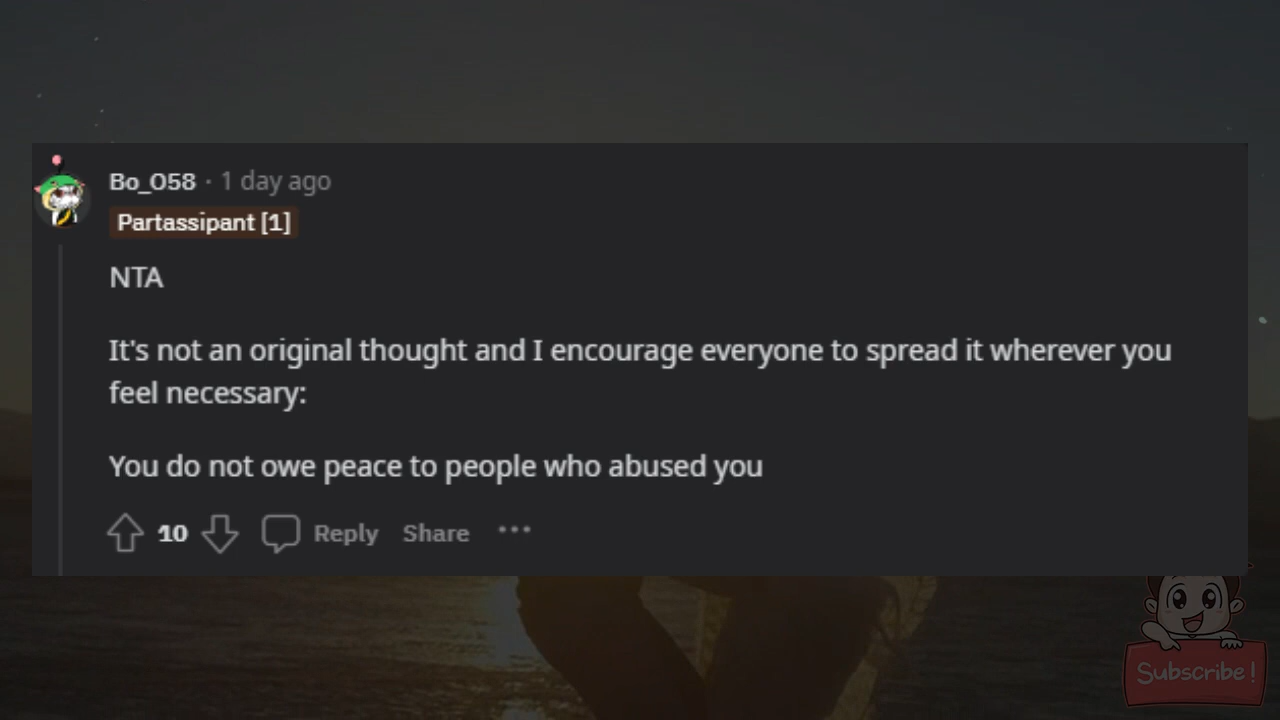 Bo_O58 · 1 day ago
Partassipant [1]
NTA
It's not an original thought and I encourage everyone to spread it wherever you
feel necessary:
You do not owe peace to people who abused you
10 Reply Share ···
Subscribe!